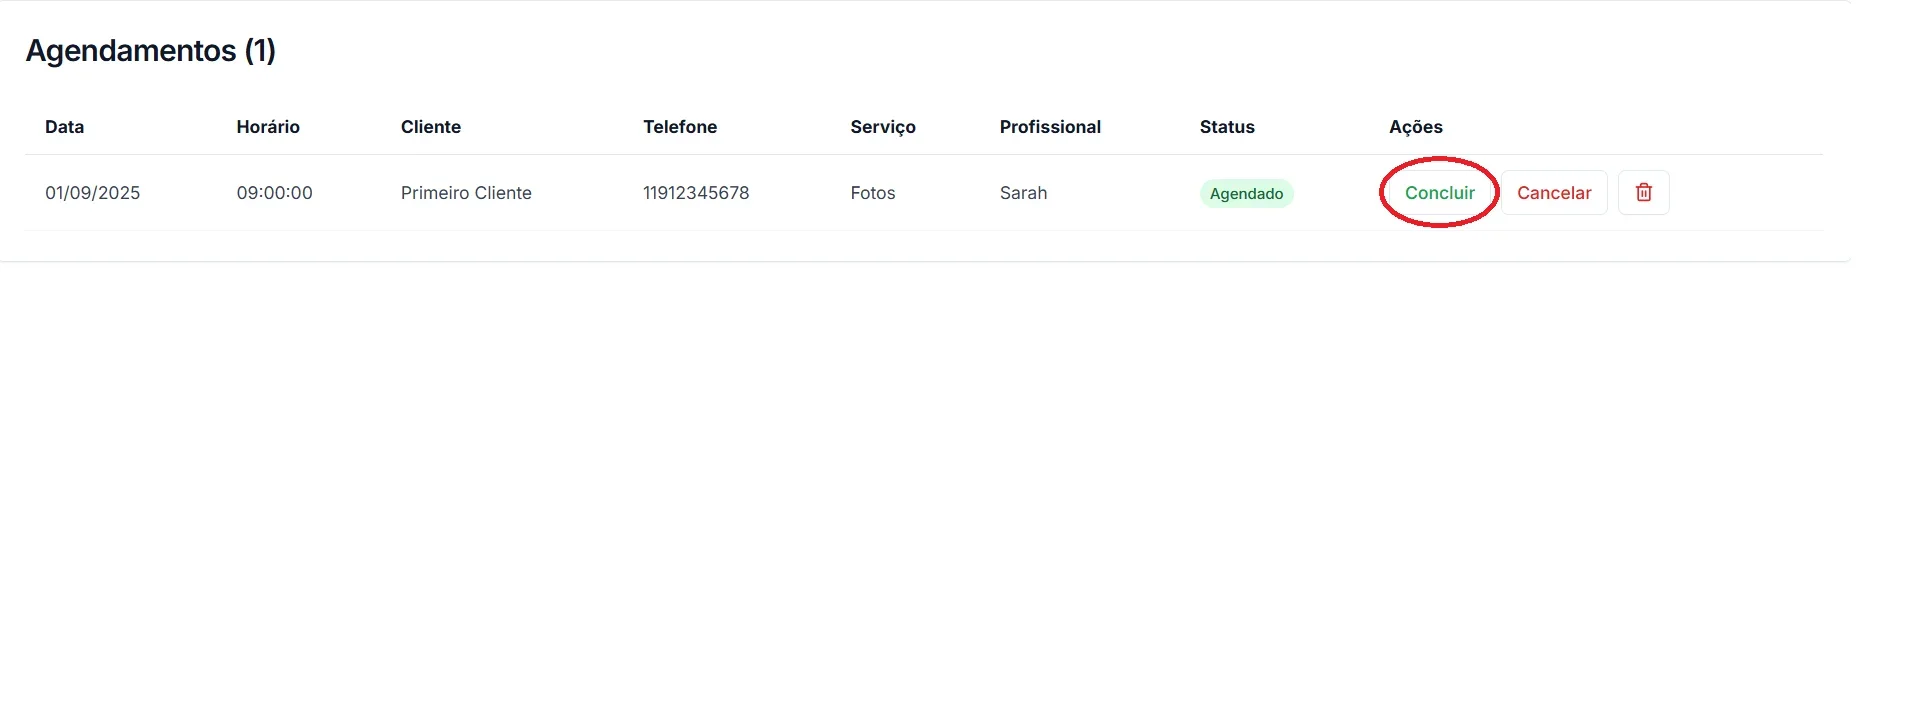 Agendamentos (1)
Data Horário Cliente Telefone Serviço Profissional Status Ações
01/09/2025 09:00:00 Primeiro Cliente 11912345678 Fotos Sarah Agendado Concluir Cancelar